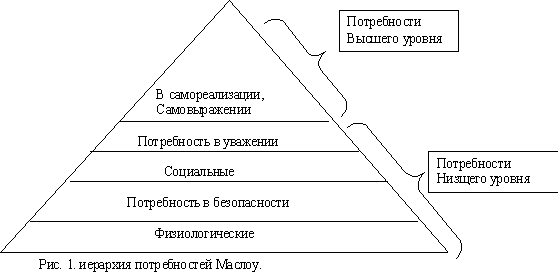 Потребности
Высшего уровня
В самореализации,
Самовыражении
Потребность в уважении
Социальные
Потребности
Низщего уровня
Потребность в безопасности
Физиологические
Рис. 1. иерархия потребностей Маслоу.